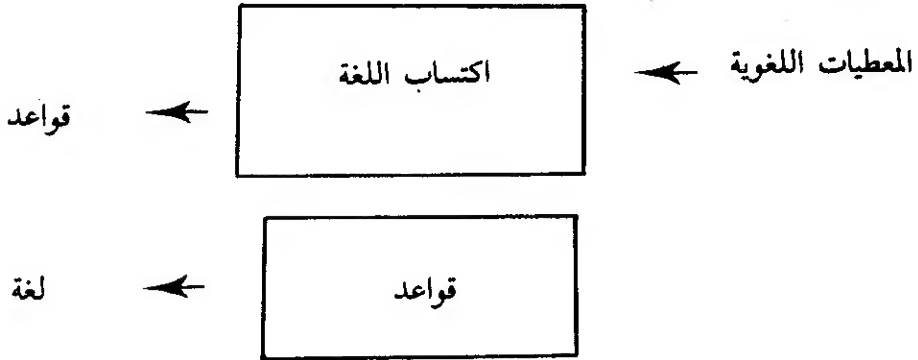 المعطيات اللغوية
اكتساب اللغة
قواعد
قواعد
لغة